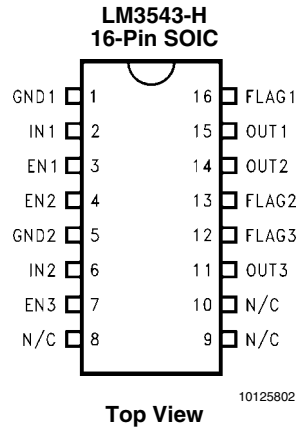 LM3543-H
16-Pin SOIC
GND1 1 16 FLAG1
IN1 2 15 OUT1
EN1 3 14 OUT2
EN2 4 13 FLAG2
GND2 5 12 FLAG3
IN2 6 11 OUT3
EN3 7 10 N/C
N/C 8 9 N/C
10125802
Top View